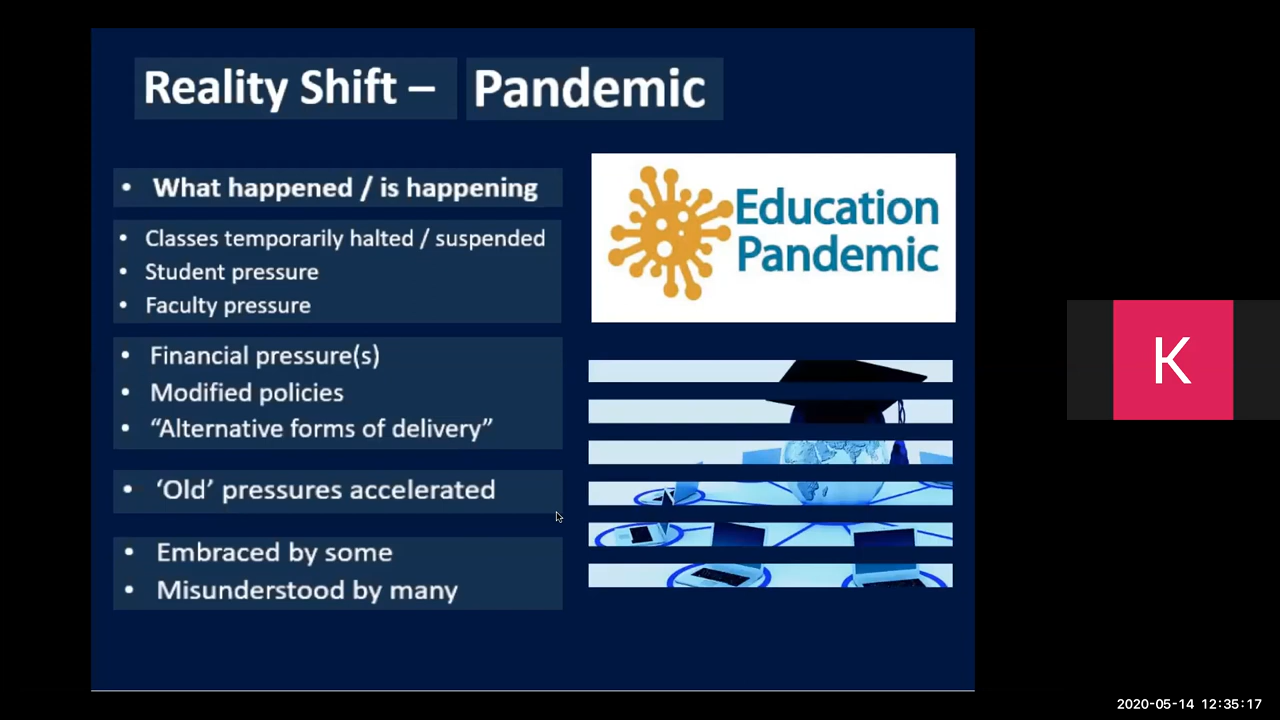 Reality Shift – Pandemic
• What happened / is happening
• Classes temporarily halted / suspended
• Student pressure
• Faculty pressure
• Financial pressure(s)
• Modified policies
• “Alternative forms of delivery”
• ‘Old’ pressures accelerated
• Embraced by some
• Misunderstood by many
Education
Pandemic
K
2020-05-14 12:35:17